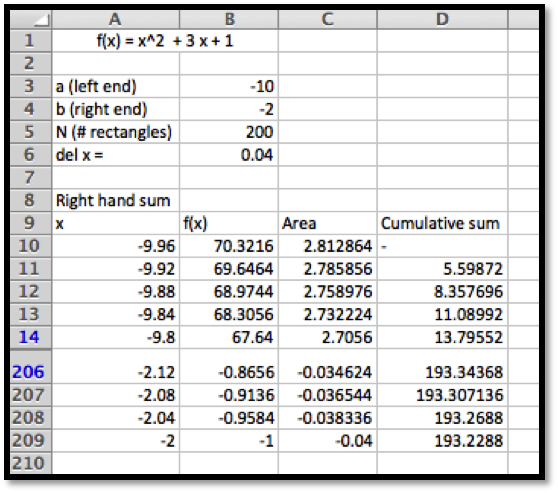 A B C D
1 f(x) = x^2 + 3 x + 1
2
3 a (left end) -10
4 b (right end) -2
5 N (# rectangles) 200
6 del x = 0.04
7
8 Right hand sum
9 x f(x) Area Cumulative sum
10 -9.96 70.3216 2.812864 -
11 -9.92 69.6464 2.785856 5.59872
12 -9.88 68.9744 2.758976 8.357696
13 -9.84 68.3056 2.732224 11.08992
14 -9.8 67.64 2.7056 13.79552
206 -2.12 -0.8656 -0.034624 193.34368
207 -2.08 -0.9136 -0.036544 193.307136
208 -2.04 -0.9584 -0.038336 193.2688
209 -2 -1 -0.04 193.2288
210